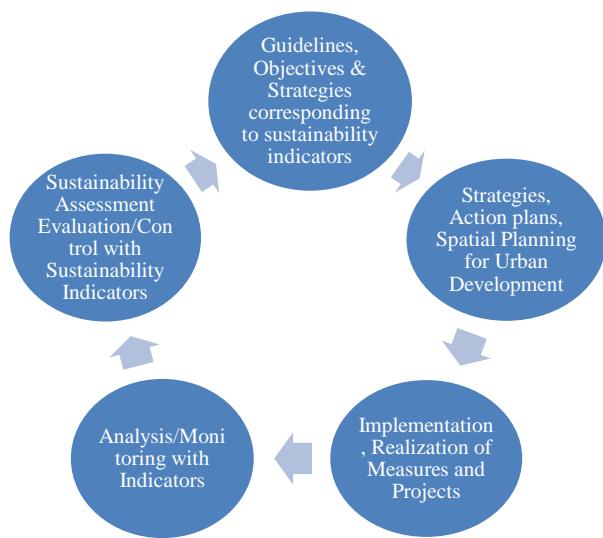 Guidelines,
Objectives &
Strategies
corresponding
to sustainability
indicators
Strategies,
Action plans,
Spatial Planning
for Urban
Development
Implementation
, Realization of
Measures and
Projects
Analysis/Moni
toring with
Indicators
Sustainability
Assessment
Evaluation/Con
trol with
Sustainability
Indicators